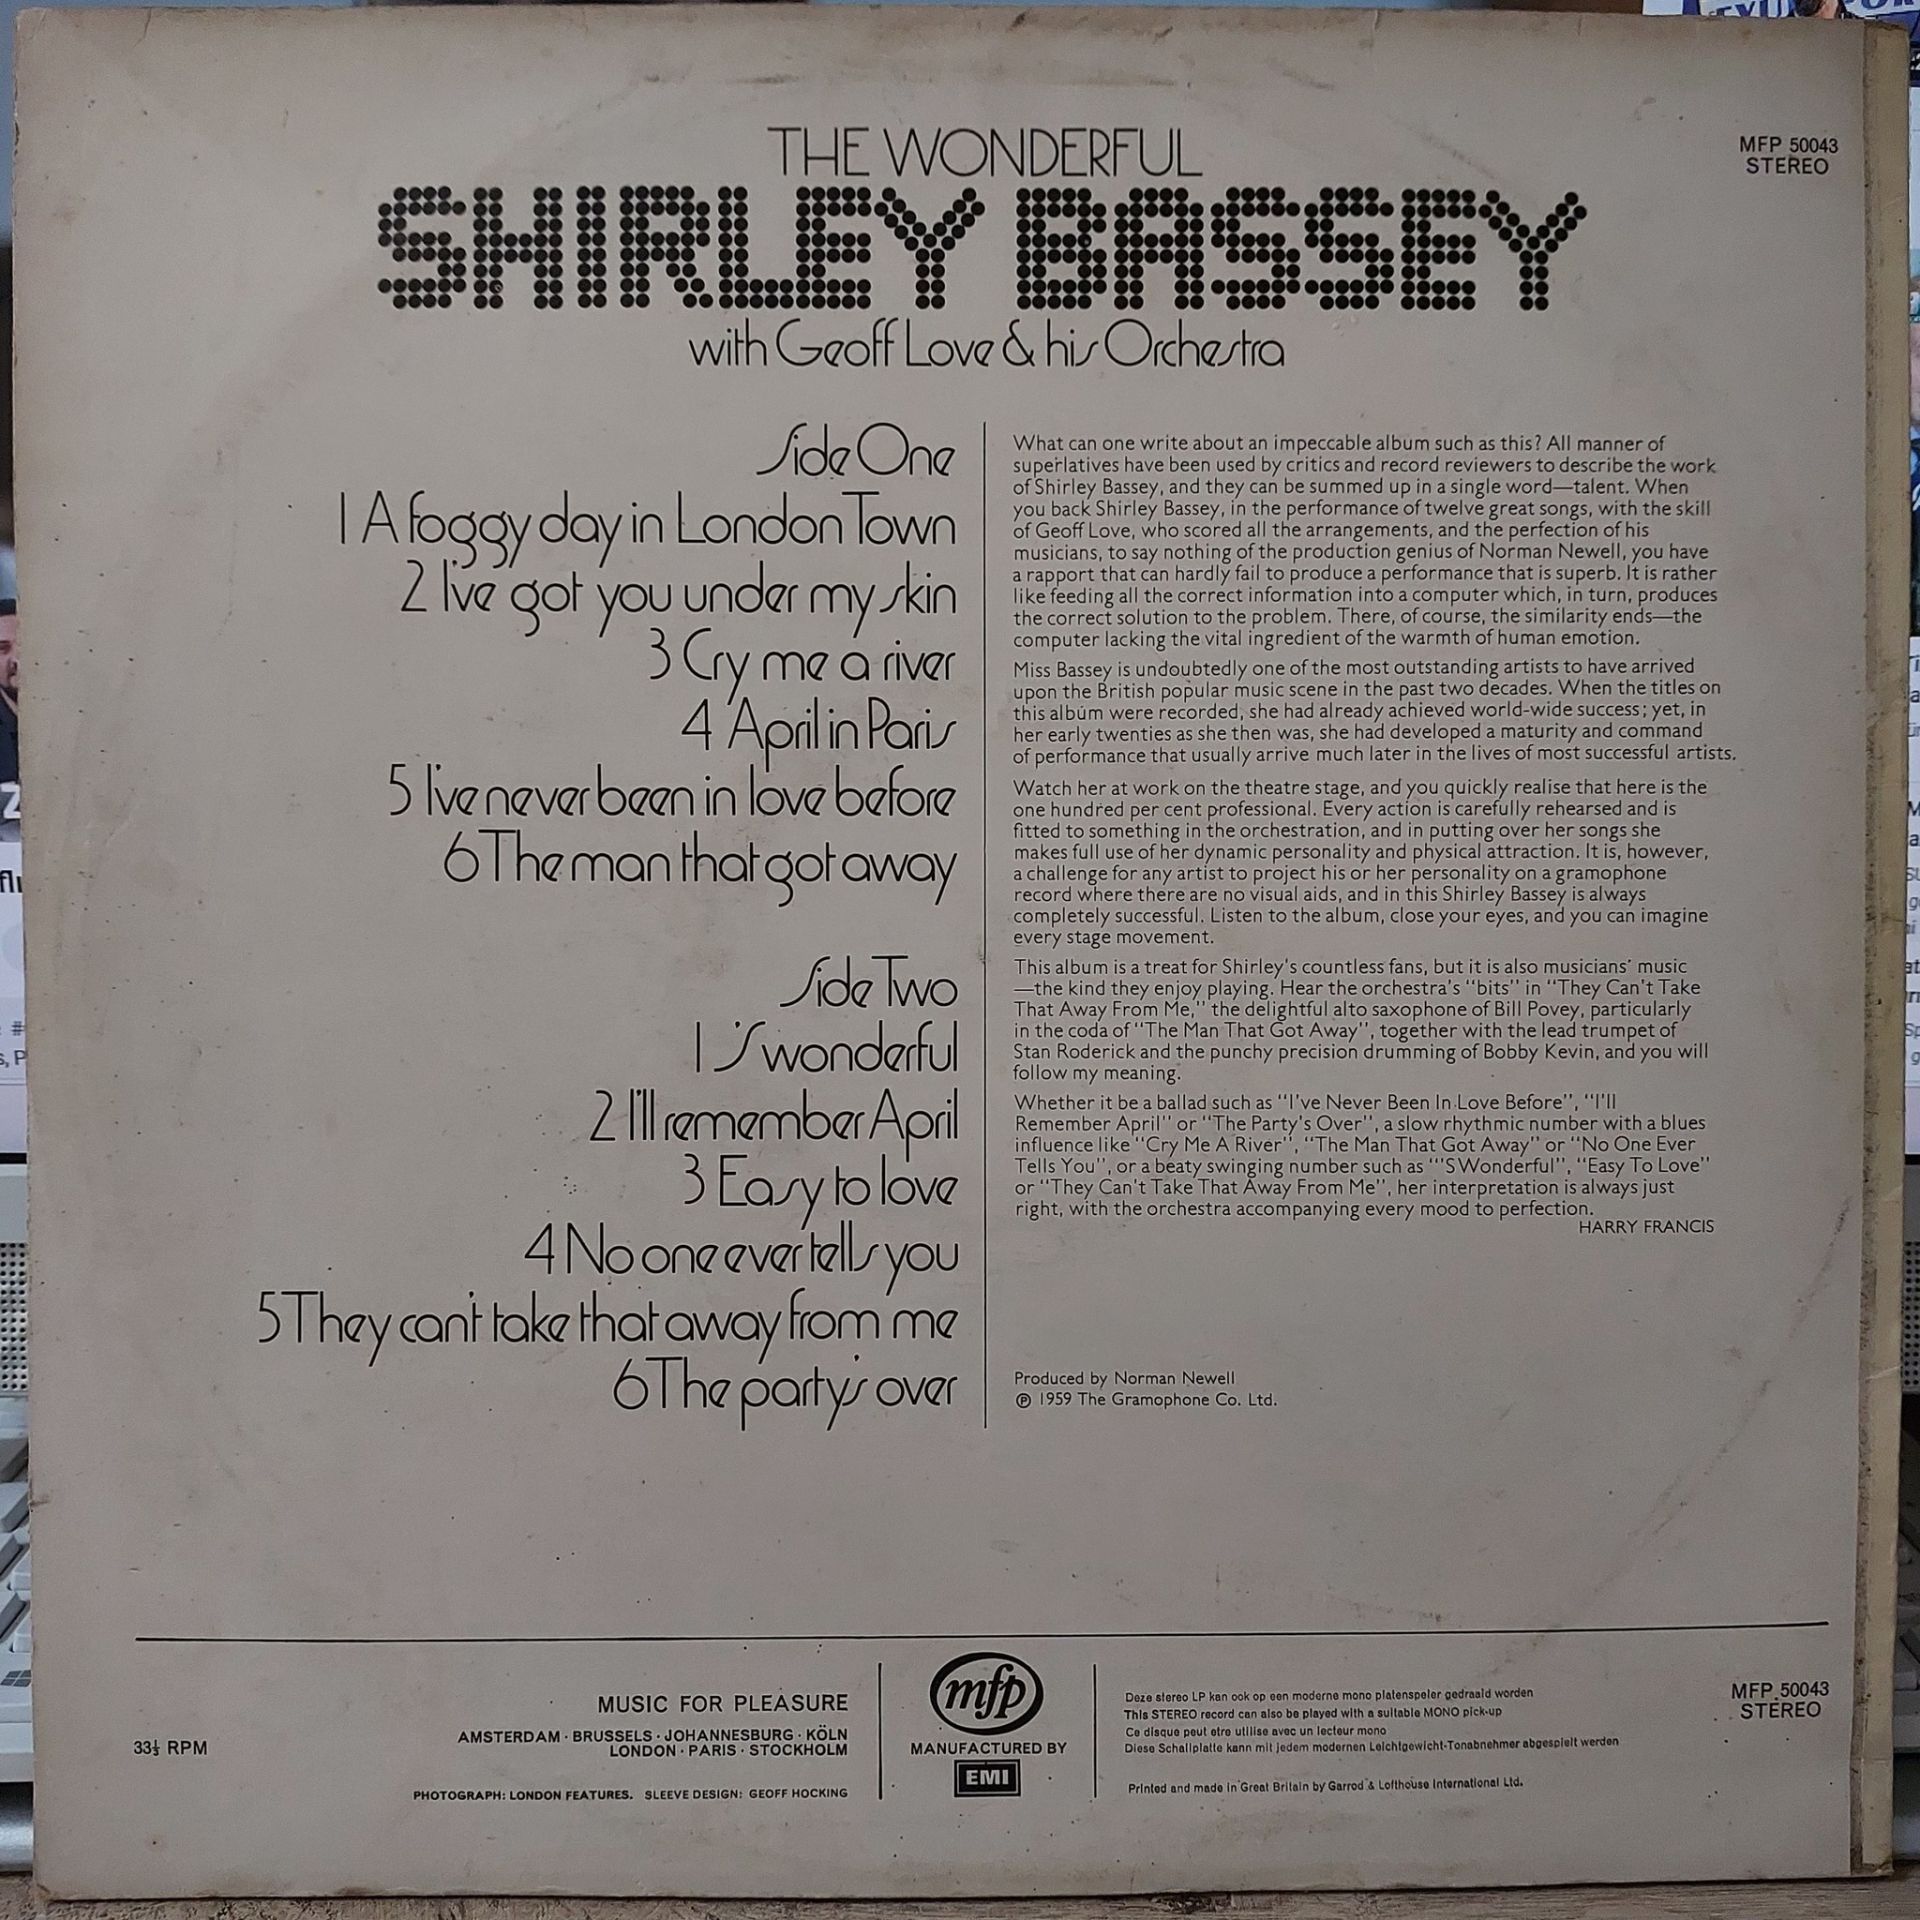 THE WONDERFUL
SHIRLEY BASSEY
with Geoff Love & his Orchestra
MFP 50043
STEREO
Side One
1 A foggy day in London Town
2 I've got you under my skin
3 Cry me a river
4 April in Paris
5 I've never been in love before
6 The man that got away
Side Two
1 'S wonderful
2 I'll remember April
3 Easy to love
4 No one ever tells you
5 They can't take that away from me
6 The party's over
What can one write about an impeccable album such as this? All manner of
superlatives have been used by critics and record reviewers to describe the work
of Shirley Bassey, and they can be summed up in a single word—talent. When
you back Shirley Bassey, in the performance of twelve great songs, with the skill
of Geoff Love, who scored all the arrangements, and the perfection of his
musicians, to say nothing of the production genius of Norman Newell, you have
a rapport that can hardly fail to produce a performance that is superb. It is rather
like feeding all the correct information into a computer which, in turn, produces
the correct solution to the problem. There, of course, the similarity ends—the
computer lacking the vital ingredient of the warmth of human emotion.
Miss Bassey is undoubtedly one of the most outstanding artists to have arrived
upon the British popular music scene in the past two decades. When the titles on
this album were recorded, she had already achieved world-wide success; yet, in
her early twenties as she then was, she had developed a maturity and command
of performance that usually arrive much later in the lives of most successful artists.
Watch her at work on the theatre stage, and you quickly realise that here is the
one hundred per cent professional. Every action is carefully rehearsed and is
fitted to something in the orchestration, and in putting over her songs she
makes full use of her dynamic personality and physical attraction. It is, however,
a challenge for any artist to project his or her personality on a gramophone
record where there are no visual aids, and in this Shirley Bassey is always
completely successful. Listen to the album, close your eyes, and you can imagine
every stage movement.
This album is a treat for Shirley's countless fans, but it is also musicians' music
—the kind they enjoy playing. Hear the orchestra's "bits" in "They Can't Take
That Away From Me," the delightful alto saxophone of Bill Povey, particularly
in the coda of "The Man That Got Away", together with the lead trumpet of
Stan Roderick and the punchy precision drumming of Bobby Kevin, and you will
follow my meaning.
Whether it be a ballad such as "I've Never Been In Love Before", "I'll
Remember April" or "The Party's Over", a slow rhythmic number with a blues
influence like "Cry Me A River", "The Man That Got Away" or "No One Ever
Tells You", or a beaty swinging number such as "'S Wonderful", "Easy To Love"
or "They Can't Take That Away From Me", her interpretation is always just
right, with the orchestra accompanying every mood to perfection.
HARRY FRANCIS
Produced by Norman Newell
℗ 1959 The Gramophone Co. Ltd.
33⅓ RPM
MUSIC FOR PLEASURE
AMSTERDAM · BRUSSELS · JOHANNESBURG · KÖLN
LONDON · PARIS · STOCKHOLM
PHOTOGRAPH: LONDON FEATURES. SLEEVE DESIGN: GEOFF HOCKING
mfp
MANUFACTURED BY
EMI
Deze stereo LP kan ook op een moderne mono platenspeler gedraaid worden
This STEREO record can also be played with a suitable MONO pick-up
Ce disque peut etre utilise avec un lecteur mono
Diese Schallplatte kann mit jedem modernen Leichtgewicht-Tonabnehmer abgespielt werden
Printed and made in Great Britain by Garrod & Lofthouse International Ltd.
MFP 50043
STEREO